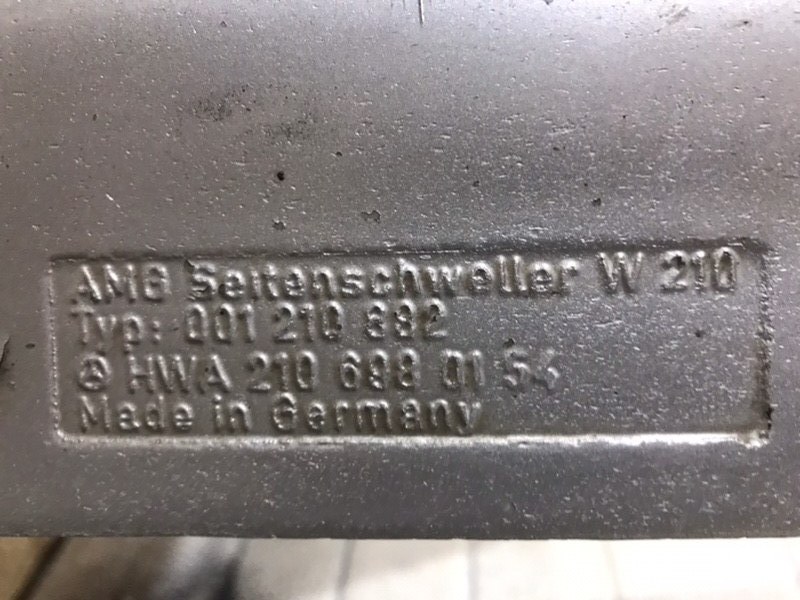 AMG Seitenschweller W 210
Typ: 001 210 882
HWA 210 698 01 54
Made in Germany